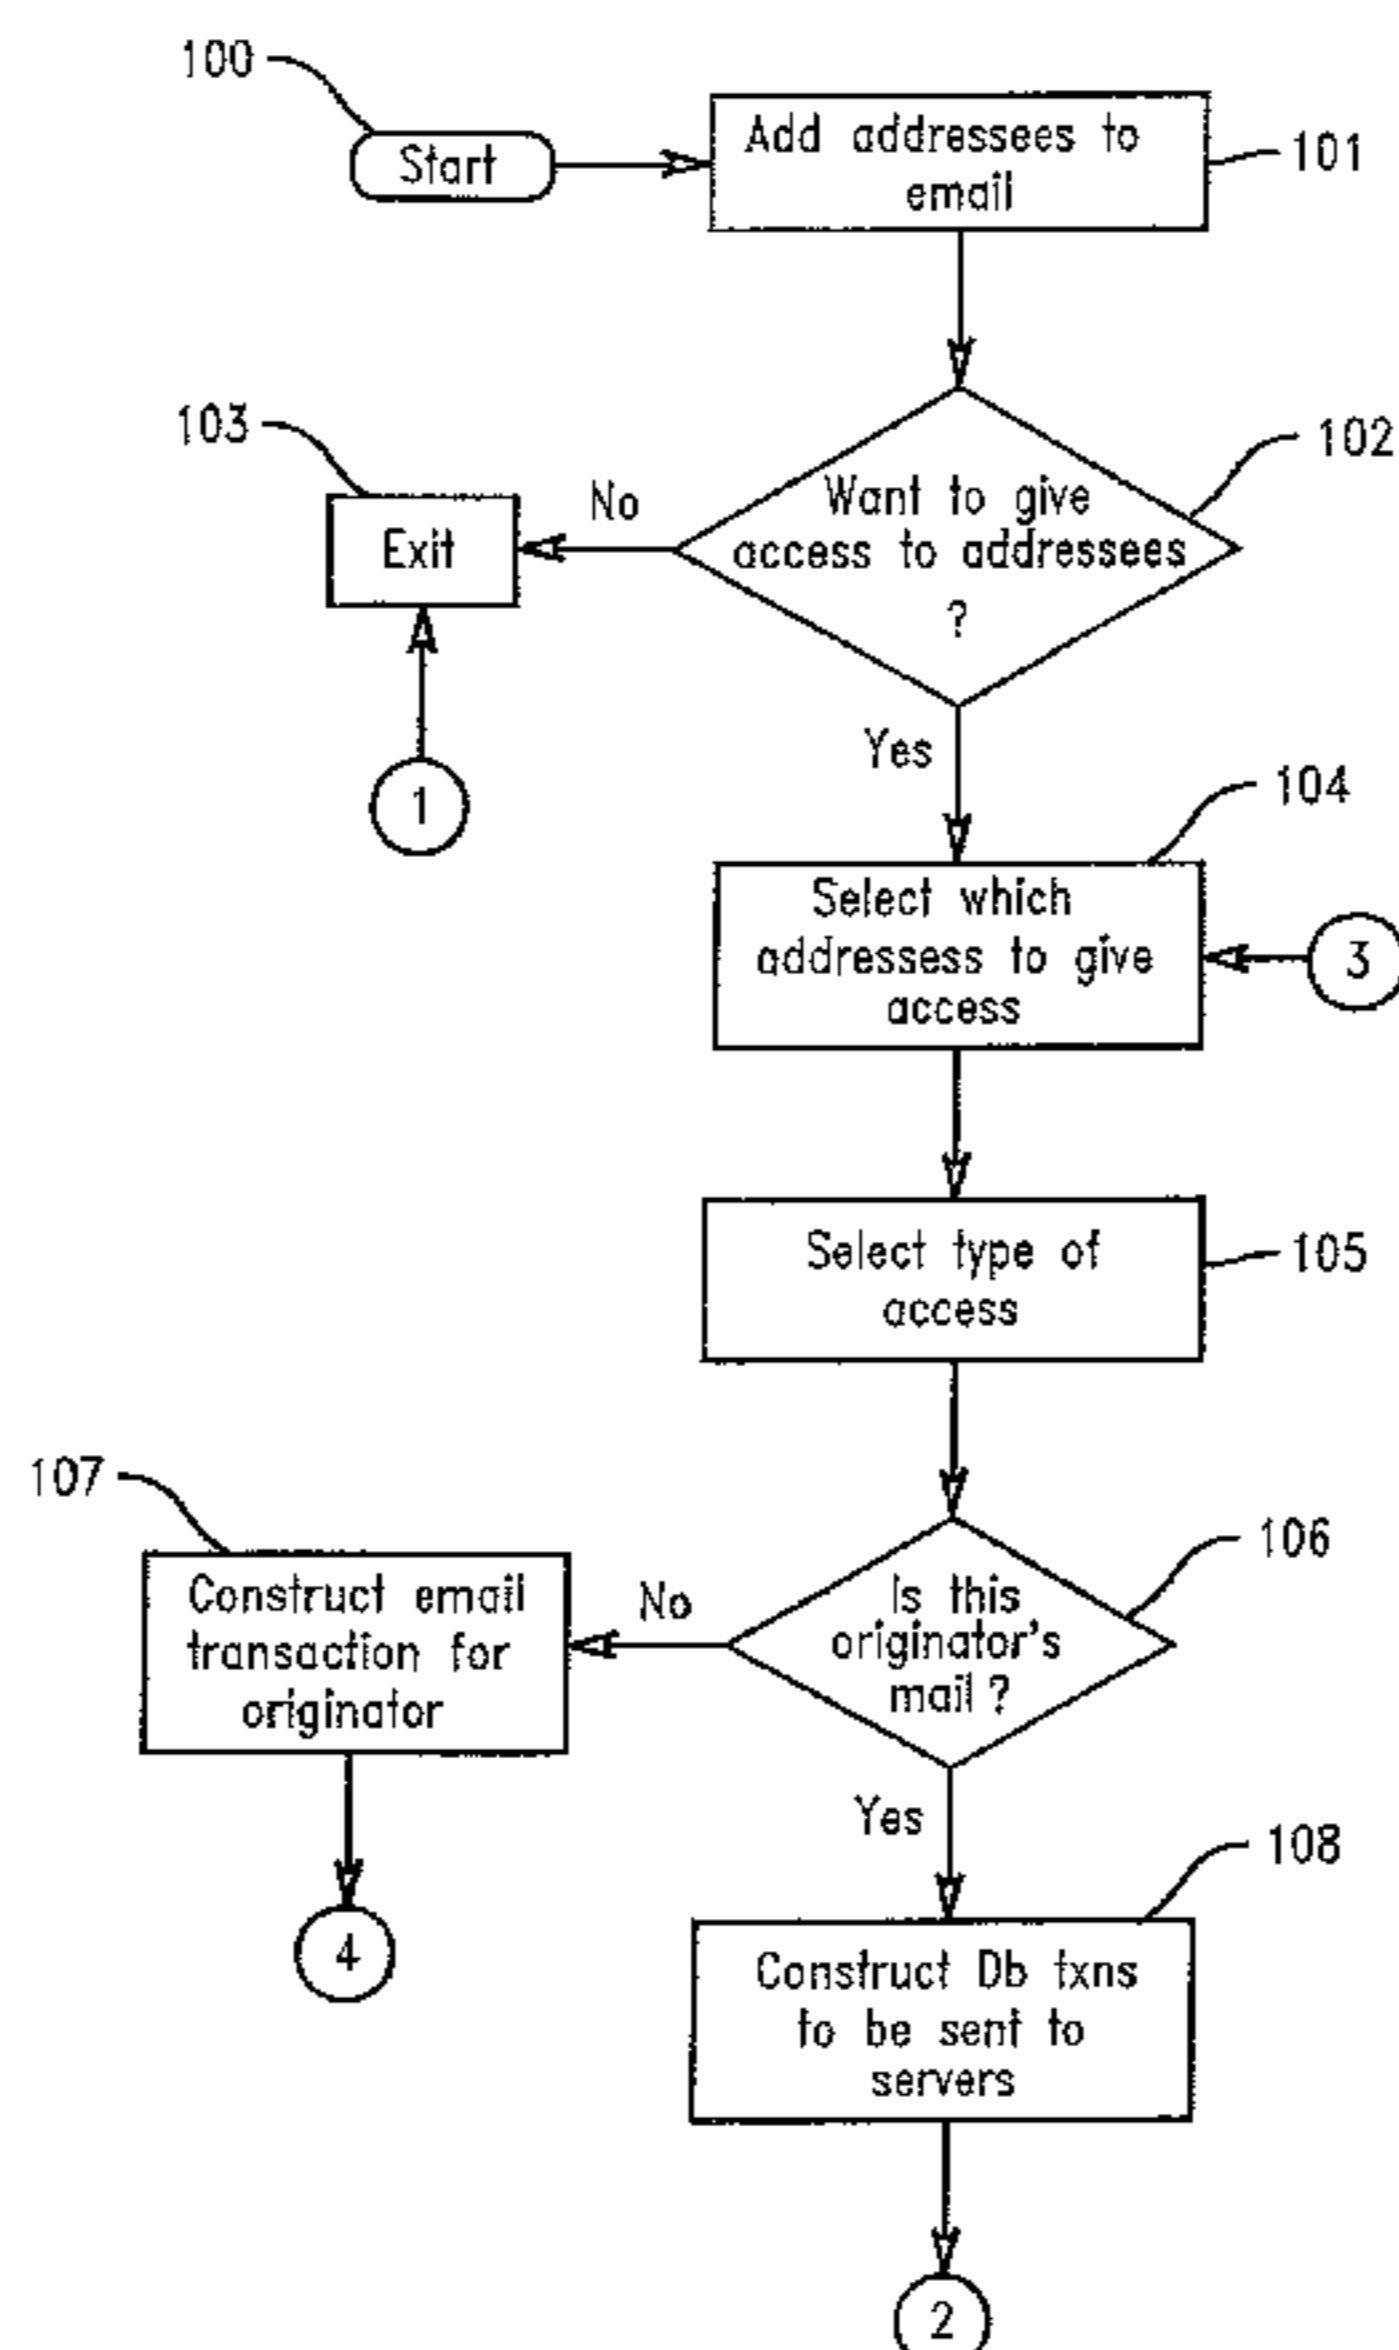 100
Start
Add addressees to
email
101
103
102
Exit
No
Want to give
access to addressees
?
1
Yes
104
Select which
addressess to give
access
3
Select type of
access
105
107
106
Construct email
transaction for
originator
No
Is this
originator's
mail ?
Yes
108
4
Construct Db txns
to be sent to
servers
2